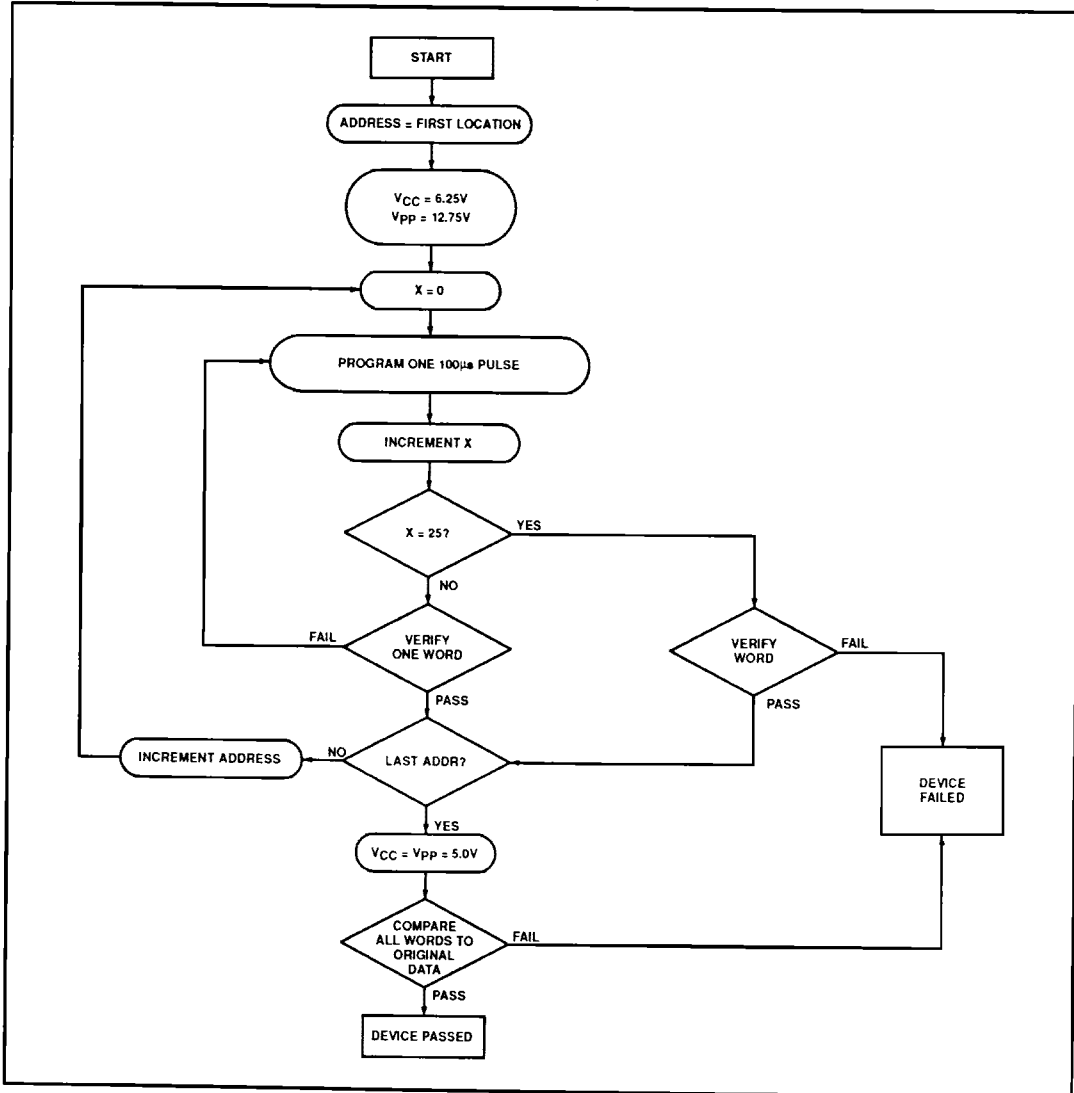 START
ADDRESS = FIRST LOCATION
VCC = 6.25V
VPP = 12.75V
X = 0
PROGRAM ONE 100µs PULSE
INCREMENT X
X = 25?
YES
NO
VERIFY
ONE WORD
FAIL
PASS
VERIFY
WORD
FAIL
PASS
INCREMENT ADDRESS
NO
LAST ADDR?
YES
DEVICE
FAILED
VCC = VPP = 5.0V
COMPARE
ALL WORDS TO
ORIGINAL
DATA
FAIL
PASS
DEVICE PASSED